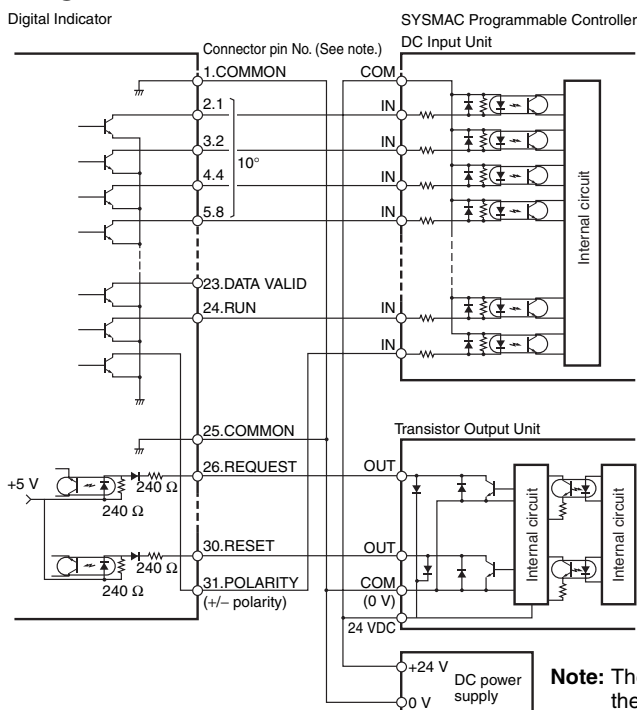 Digital Indicator
SYSMAC Programmable Controller
DC Input Unit
Connector pin No. (See note.)
1.COMMON
COM
2.1
IN
3.2
IN
10°
4.4
IN
5.8
IN
Internal circuit
23.DATA VALID
24.RUN
IN
IN
25.COMMON
Transistor Output Unit
26.REQUEST
OUT
+5 V
240 Ω
240 Ω
Internal circuit
Internal circuit
30.RESET
OUT
240 Ω
240 Ω
31.POLARITY
(+/− polarity)
COM
(0 V)
24 VDC
+24 V
DC power
supply
0 V
Note: The
the